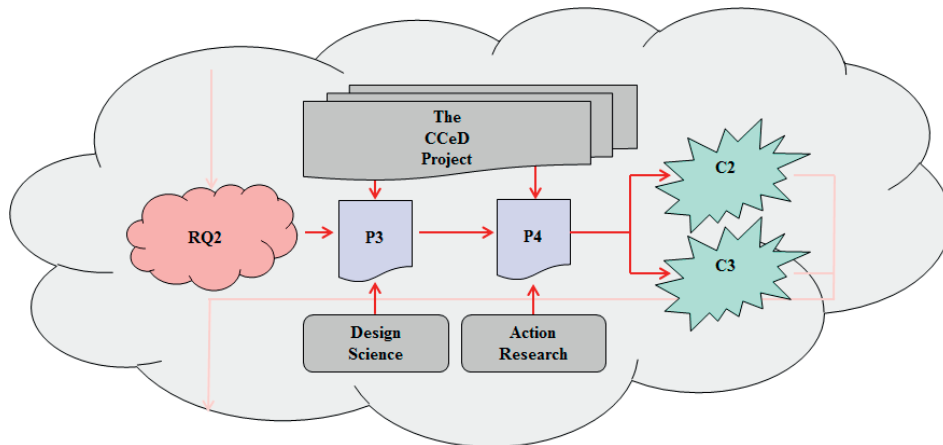 The
CCeD
Project
C2
RQ2
P3
P4
C3
Design
Science
Action
Research